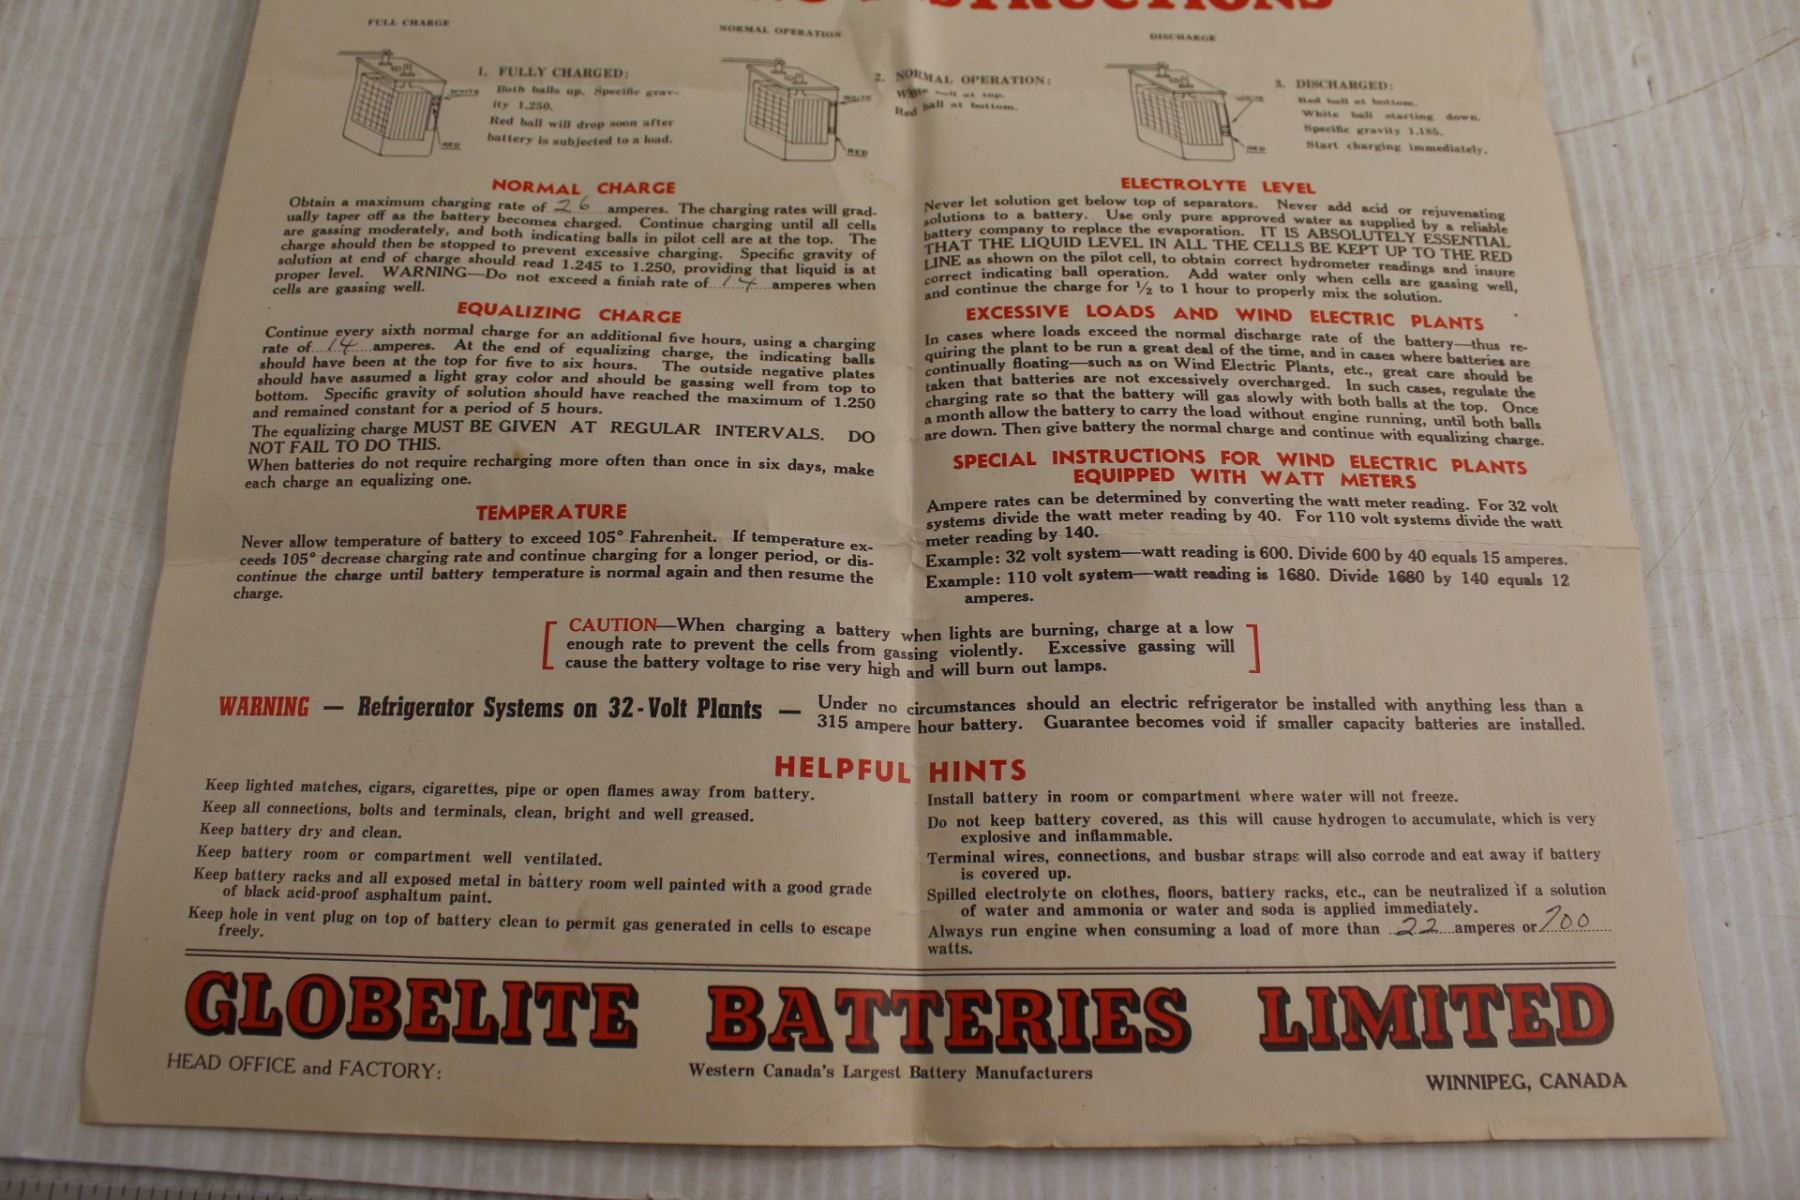 INSTRUCTIONS
FULL CHARGE
WHITE
RED
1. FULLY CHARGED:
Both balls up. Specific grav-
ity 1.250.
Red ball will drop soon after
battery is subjected to a load.
NORMAL OPERATION
WHITE
RED
2. NORMAL OPERATION:
White ball at top.
Red ball at bottom.
DISCHARGE
WHITE
RED
3. DISCHARGED:
Red ball at bottom.
White ball starting down.
Specific gravity 1.185.
Start charging immediately.
NORMAL CHARGE
Obtain a maximum charging rate of 26 amperes. The charging rates will grad-
ually taper off as the battery becomes charged. Continue charging until all cells
are gassing moderately, and both indicating balls in pilot cell are at the top. The
charge should then be stopped to prevent excessive charging. Specific gravity of
solution at end of charge should read 1.245 to 1.250, providing that liquid is at
proper level. WARNING—Do not exceed a finish rate of 14 amperes when
cells are gassing well.
EQUALIZING CHARGE
Continue every sixth normal charge for an additional five hours, using a charging
rate of 14 amperes. At the end of equalizing charge, the indicating balls
should have been at the top for five to six hours. The outside negative plates
should have assumed a light gray color and should be gassing well from top to
bottom. Specific gravity of solution should have reached the maximum of 1.250
and remained constant for a period of 5 hours.
The equalizing charge MUST BE GIVEN AT REGULAR INTERVALS. DO
NOT FAIL TO DO THIS.
When batteries do not require recharging more often than once in six days, make
each charge an equalizing one.
TEMPERATURE
Never allow temperature of battery to exceed 105° Fahrenheit. If temperature ex-
ceeds 105° decrease charging rate and continue charging for a longer period, or dis-
continue the charge until battery temperature is normal again and then resume the
charge.
ELECTROLYTE LEVEL
Never let solution get below top of separators. Never add acid or rejuvenating
solutions to a battery. Use only pure approved water as supplied by a reliable
battery company to replace the evaporation. IT IS ABSOLUTELY ESSENTIAL
THAT THE LIQUID LEVEL IN ALL THE CELLS BE KEPT UP TO THE RED
LINE as shown on the pilot cell, to obtain correct hydrometer readings and insure
correct indicating ball operation. Add water only when cells are gassing well,
and continue the charge for ½ to 1 hour to properly mix the solution.
EXCESSIVE LOADS AND WIND ELECTRIC PLANTS
In cases where loads exceed the normal discharge rate of the battery—thus re-
quiring the plant to be run a great deal of the time, and in cases where batteries are
continually floating—such as on Wind Electric Plants, etc., great care should be
taken that batteries are not excessively overcharged. In such cases, regulate the
charging rate so that the battery will gas slowly with both balls at the top. Once
a month allow the battery to carry the load without engine running, until both balls
are down. Then give battery the normal charge and continue with equalizing charge.
SPECIAL INSTRUCTIONS FOR WIND ELECTRIC PLANTS
EQUIPPED WITH WATT METERS
Ampere rates can be determined by converting the watt meter reading. For 32 volt
systems divide the watt meter reading by 40. For 110 volt systems divide the watt
meter reading by 140.
Example: 32 volt system—watt reading is 600. Divide 600 by 40 equals 15 amperes.
Example: 110 volt system—watt reading is 1680. Divide 1680 by 140 equals 12
amperes.
CAUTION—When charging a battery when lights are burning, charge at a low
enough rate to prevent the cells from gassing violently. Excessive gassing will
cause the battery voltage to rise very high and will burn out lamps.
WARNING — Refrigerator Systems on 32-Volt Plants — Under no circumstances should an electric refrigerator be installed with anything less than a
315 ampere hour battery. Guarantee becomes void if smaller capacity batteries are installed.
HELPFUL HINTS
Keep lighted matches, cigars, cigarettes, pipe or open flames away from battery.
Keep all connections, bolts and terminals, clean, bright and well greased.
Keep battery dry and clean.
Keep battery room or compartment well ventilated.
Keep battery racks and all exposed metal in battery room well painted with a good grade
of black acid-proof asphaltum paint.
Keep hole in vent plug on top of battery clean to permit gas generated in cells to escape
freely.
Install battery in room or compartment where water will not freeze.
Do not keep battery covered, as this will cause hydrogen to accumulate, which is very
explosive and inflammable.
Terminal wires, connections, and busbar straps will also corrode and eat away if battery
is covered up.
Spilled electrolyte on clothes, floors, battery racks, etc., can be neutralized if a solution
of water and ammonia or water and soda is applied immediately.
Always run engine when consuming a load of more than 22 amperes or 700
watts.
GLOBELITE BATTERIES LIMITED
HEAD OFFICE and FACTORY:
Western Canada's Largest Battery Manufacturers
WINNIPEG, CANADA